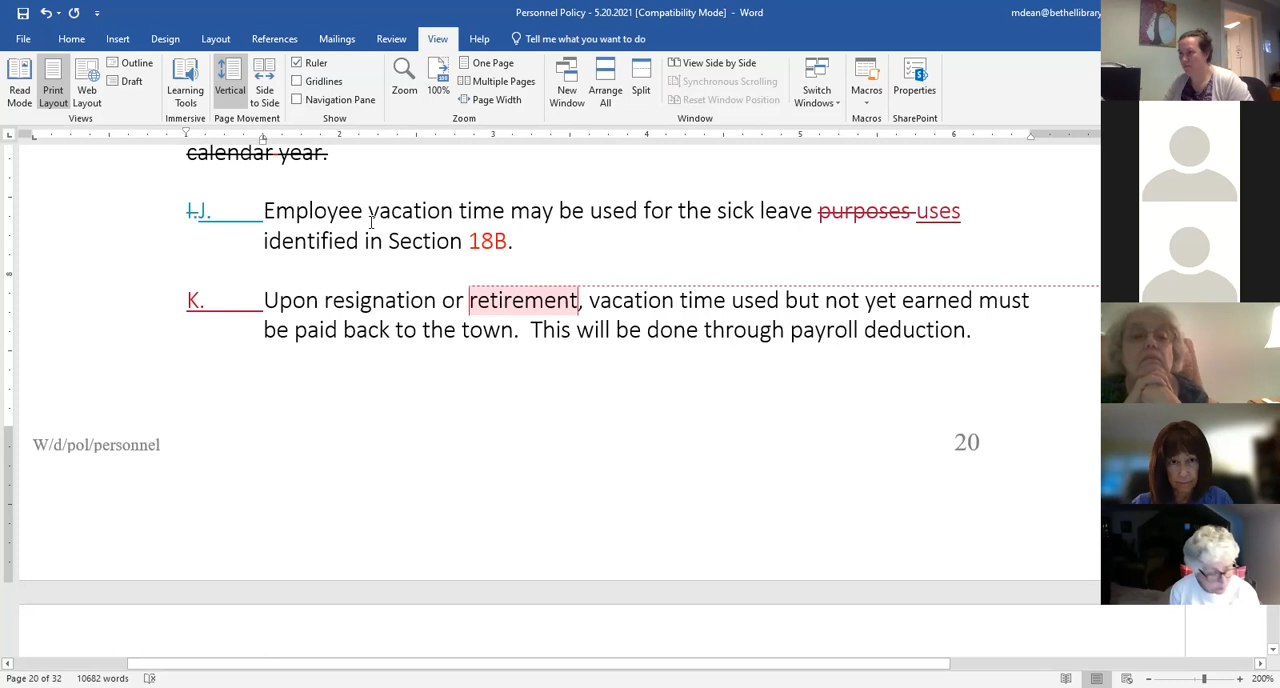 Personnel Policy - 5.20.2021 [Compatibility Mode] - Word
mdean@bethellibrary
File Home Insert Design Layout References Mailings Review View Help Tell me what you want to do
Read Mode
Print Layout
Web Layout
Outline
Draft
Views
Learning Tools
Immersive
Vertical
Side to Side
Page Movement
Ruler
Gridlines
Navigation Pane
Show
Zoom
100%
One Page
Multiple Pages
Page Width
Zoom
New Window
Arrange All
Split
View Side by Side
Synchronous Scrolling
Reset Window Position
Window
Switch Windows
Macros
Macros
Properties
SharePoint
2 3 4 5 6
calendar year.
I.J. Employee vacation time may be used for the sick leave purposes uses
identified in Section 18B.
K. Upon resignation or retirement, vacation time used but not yet earned must
be paid back to the town. This will be done through payroll deduction.
W/d/pol/personnel
20
Page 20 of 32 10682 words
200%